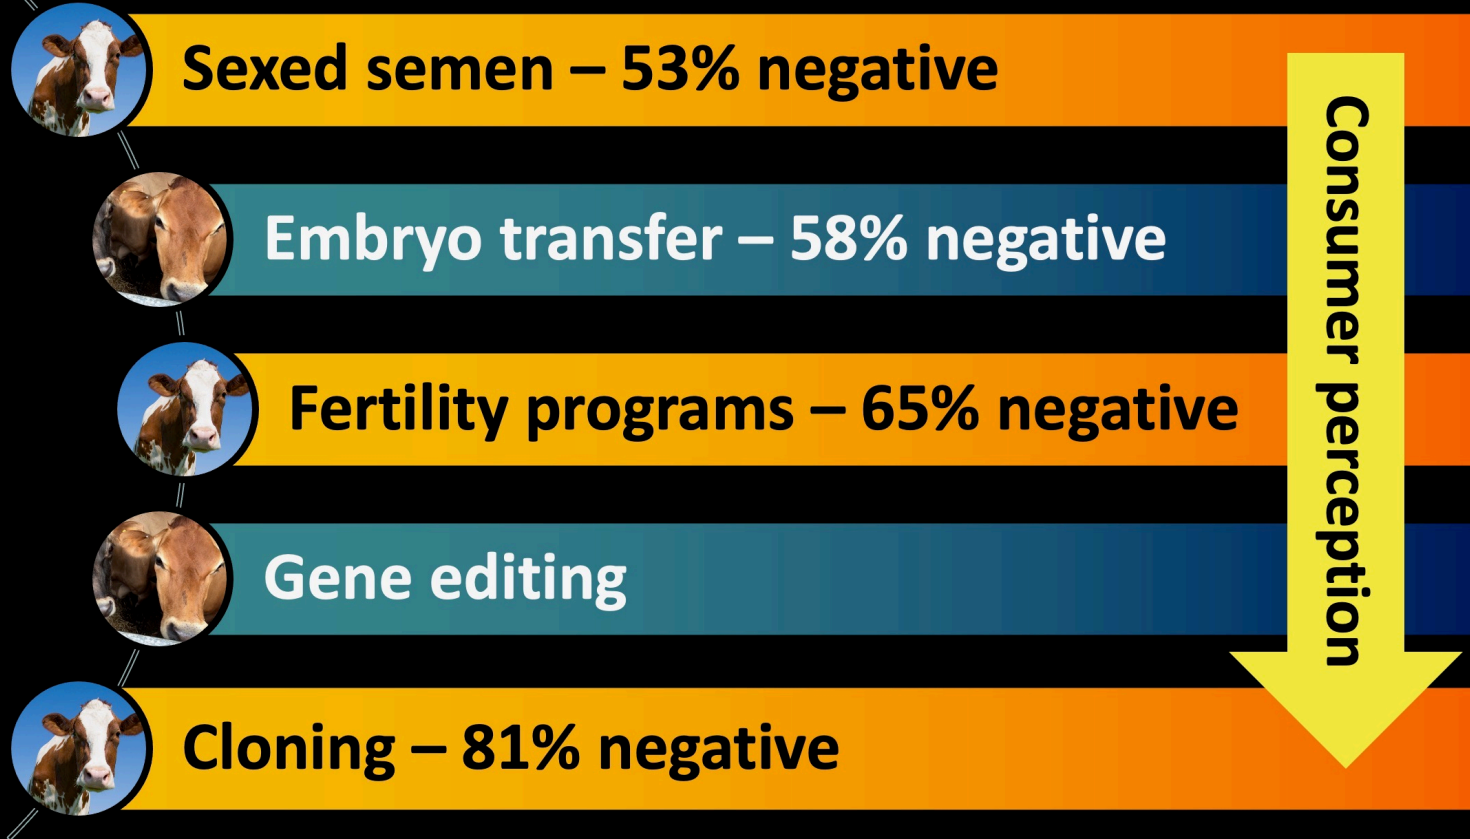 Sexed semen – 53% negative
Embryo transfer – 58% negative
Fertility programs – 65% negative
Gene editing
Cloning – 81% negative
Consumer perception